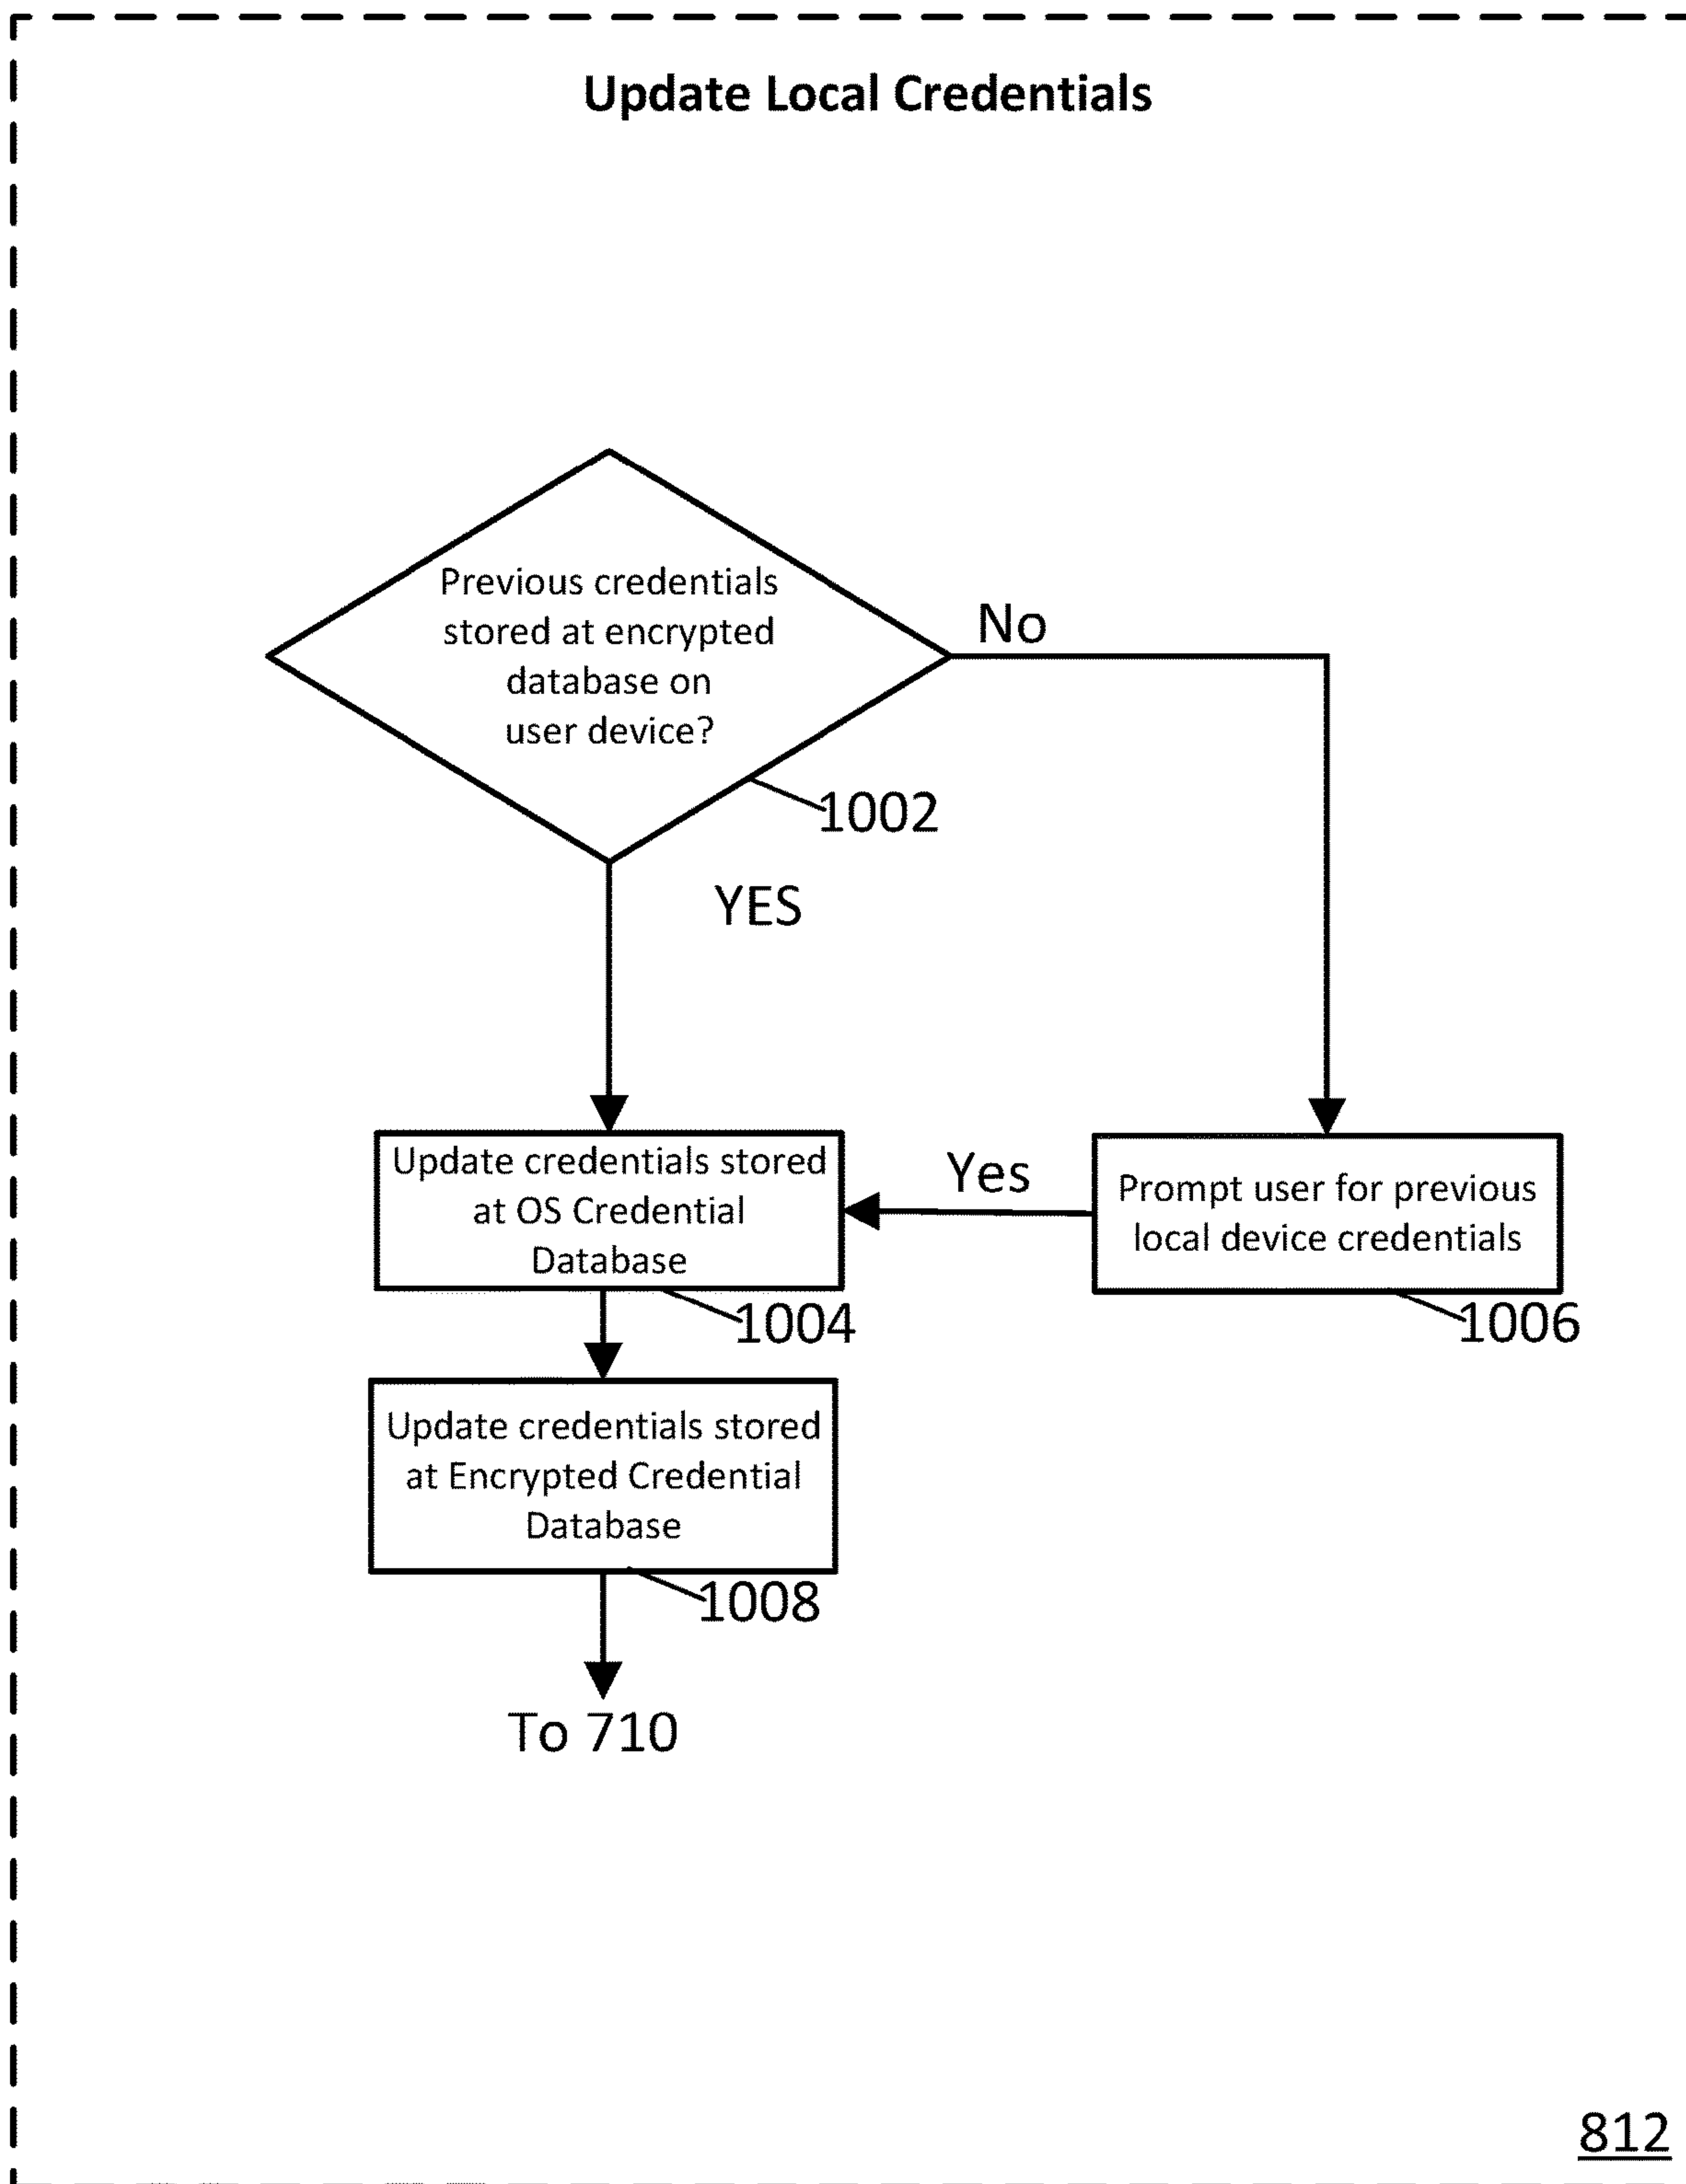 Update Local Credentials
Previous credentials
stored at encrypted
database on
user device?
No
1002
YES
Update credentials stored
at OS Credential
Database
1004
Yes
Prompt user for previous
local device credentials
1006
Update credentials stored
at Encrypted Credential
Database
1008
To 710
812